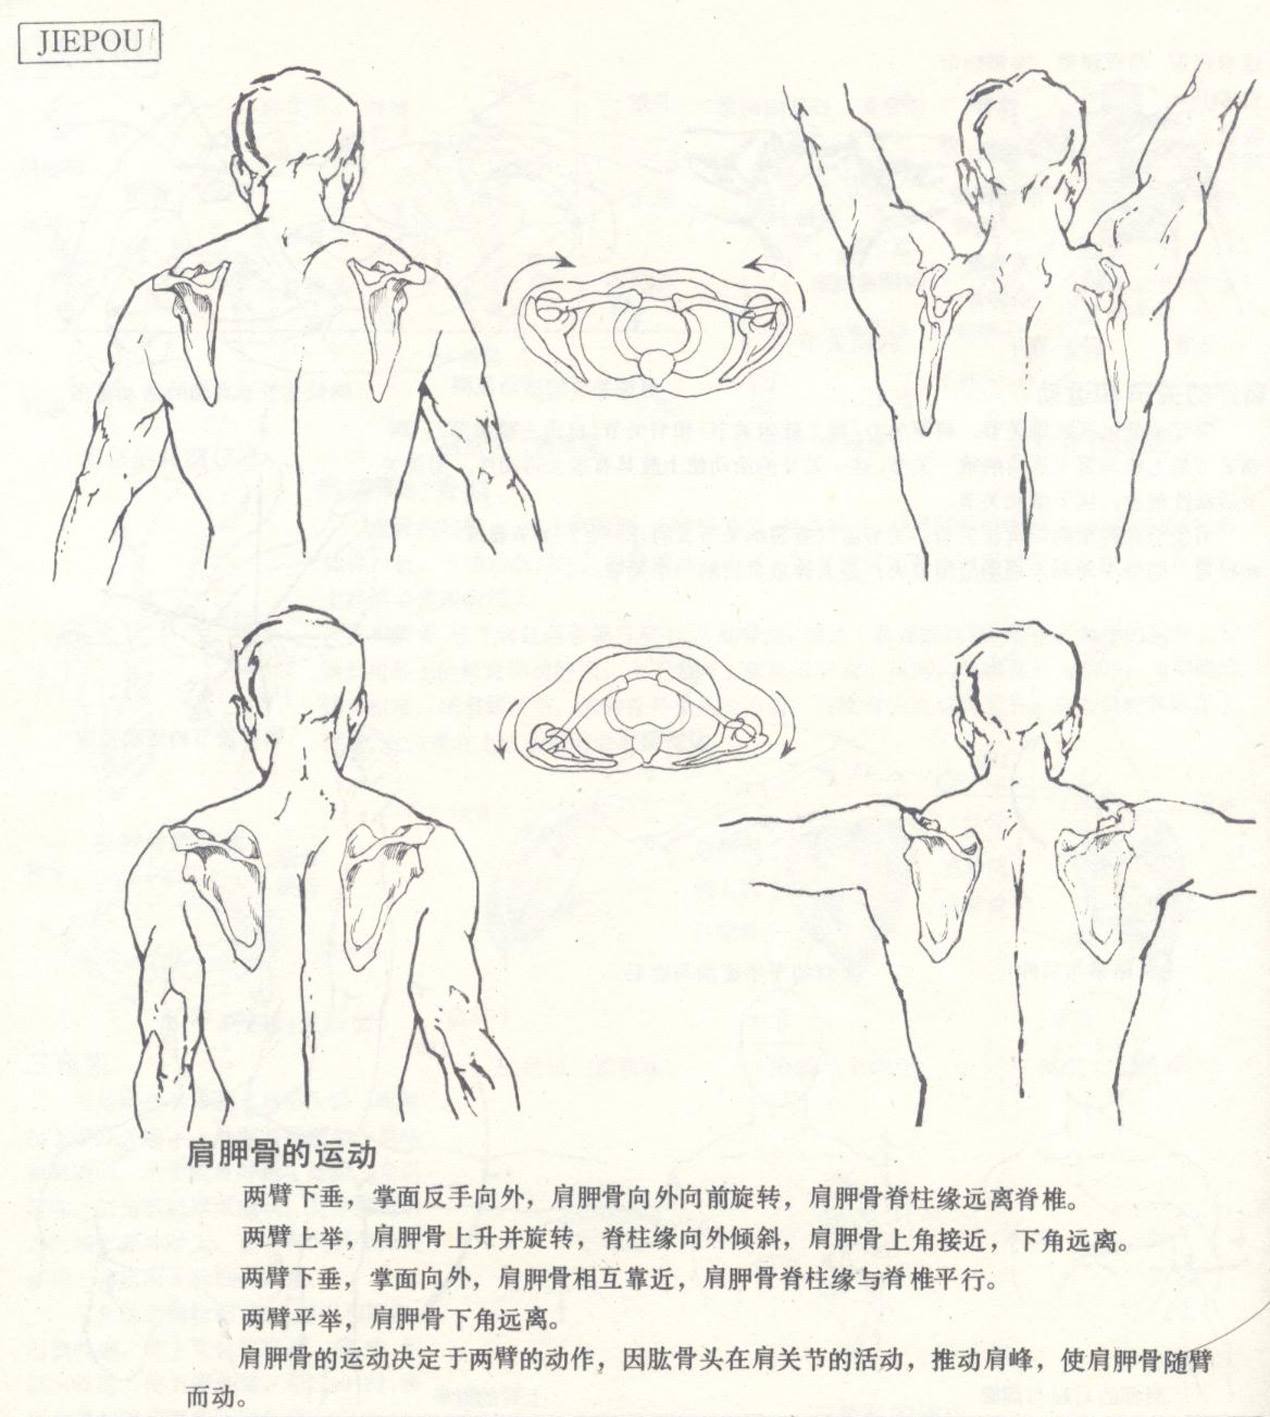 JIEPOU
肩胛骨的运动
两臂下垂，掌面反手向外，肩胛骨向外向前旋转，肩胛骨脊柱缘远离脊椎。
两臂上举，肩胛骨上升并旋转，脊柱缘向外倾斜，肩胛骨上角接近，下角远离。
两臂下垂，掌面向外，肩胛骨相互靠近，肩胛骨脊柱缘与脊椎平行。
两臂平举，肩胛骨下角远离。
肩胛骨的运动决定于两臂的动作，因肱骨头在肩关节的活动，推动肩峰，使肩胛骨随臂
而动。